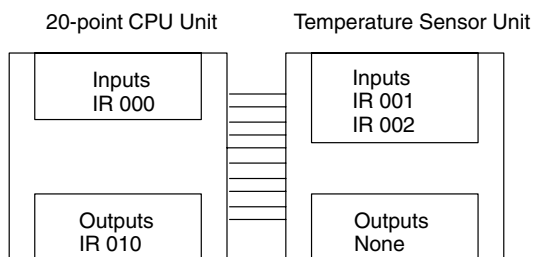 20-point CPU Unit
Temperature Sensor Unit
Inputs
IR 000
Inputs
IR 001
IR 002
Outputs
IR 010
Outputs
None